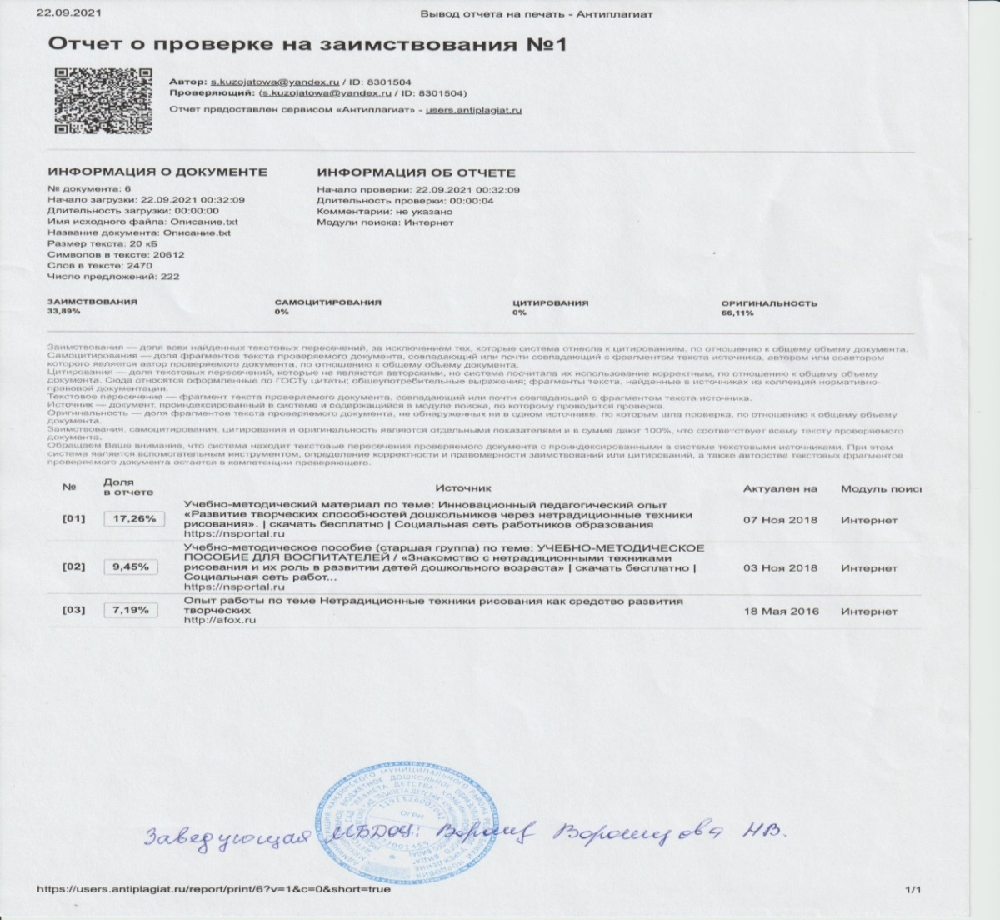 22.09.2021
Вывод отчета на печать - Антиплагиат
Отчет о проверке на заимствования №1
Автор: s.kuzojatowa@yandex.ru / ID: 8301504
Проверяющий: (s.kuzojatowa@yandex.ru / ID: 8301504)
Отчет предоставлен сервисом «Антиплагиат» - users.antiplagiat.ru
ИНФОРМАЦИЯ О ДОКУМЕНТЕ
№ документа: 6
Начало загрузки: 22.09.2021 00:32:09
Длительность загрузки: 00:00:00
Имя исходного файла: Описание.txt
Название документа: Описание.txt
Размер текста: 20 кБ
Символов в тексте: 20612
Слов в тексте: 2470
Число предложений: 222
ИНФОРМАЦИЯ ОБ ОТЧЕТЕ
Начало проверки: 22.09.2021 00:32:09
Длительность проверки: 00:00:04
Комментарии: не указано
Модули поиска: Интернет
ЗАИМСТВОВАНИЯ
33,89%
САМОЦИТИРОВАНИЯ
0%
ЦИТИРОВАНИЯ
0%
ОРИГИНАЛЬНОСТЬ
66,11%
Заимствования — доля всех найденных текстовых пересечений, за исключением тех, которые система отнесла к цитированиям, по отношению к общему объему документа.
Самоцитирования — доля фрагментов текста проверяемого документа, совпадающий или почти совпадающий с фрагментом текста источника, автором или соавтором
которого является автор проверяемого документа, по отношению к общему объему документа.
Цитирования — доля текстовых пересечений, которые не являются авторскими, но система посчитала их использование корректным, по отношению к общему объему
документа. Сюда относятся оформленные по ГОСТу цитаты; общеупотребительные выражения; фрагменты текста, найденные в источниках из коллекций нормативно-
правовой документации.
Текстовое пересечение — фрагмент текста проверяемого документа, совпадающий или почти совпадающий с фрагментом текста источника.
Источник — документ, проиндексированный в системе и содержащийся в модуле поиска, по которому проводится проверка.
Оригинальность — доля фрагментов текста проверяемого документа, не обнаруженных ни в одном источнике, по которым шла проверка, по отношению к общему объему
документа.
Заимствования, самоцитирования, цитирования и оригинальность являются отдельными показателями и в сумме дают 100%, что соответствует всему тексту проверяемого
документа.
Обращаем Ваше внимание, что система находит текстовые пересечения проверяемого документа с проиндексированными в системе текстовыми источниками. При этом
система является вспомогательным инструментом, определение корректности и правомерности заимствований или цитирований, а также авторства текстовых фрагментов
проверяемого документа остается в компетенции проверяющего.
№
Доля
в отчете
Источник
Актуален на
Модуль поиск
[01]
17,26%
Учебно-методический материал по теме: Инновационный педагогический опыт
«Развитие творческих способностей дошкольников через нетрадиционные техники
рисования». | скачать бесплатно | Социальная сеть работников образования
https://nsportal.ru
07 Ноя 2018
Интернет
[02]
9,45%
Учебно-методическое пособие (старшая группа) по теме: УЧЕБНО-МЕТОДИЧЕСКОЕ
ПОСОБИЕ ДЛЯ ВОСПИТАТЕЛЕЙ / «Знакомство с нетрадиционными техниками
рисования и их роль в развитии детей дошкольного возраста» | скачать бесплатно |
Социальная сеть работ...
https://nsportal.ru
03 Ноя 2018
Интернет
[03]
7,19%
Опыт работы по теме Нетрадиционные техники рисования как средство развития
творческих
http://afox.ru
18 Мая 2016
Интернет
ОГРН
Заведующая МБДОУ: Н.В.
https://users.antiplagiat.ru/report/print/6?v=1&c=0&short=true
1/1